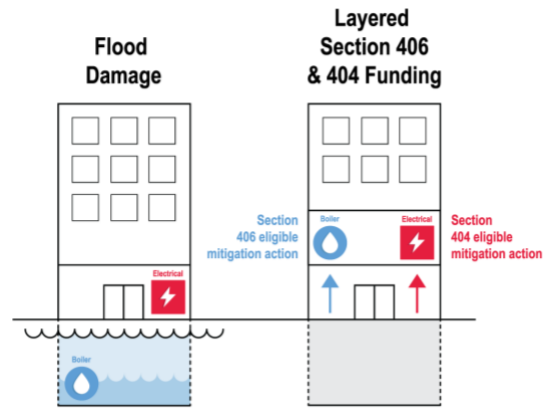 Flood
Damage
Layered
Section 406
& 404 Funding
Section
406 eligible
mitigation action
Boiler
Electrical
Section
404 eligible
mitigation action
Electrical
Boiler